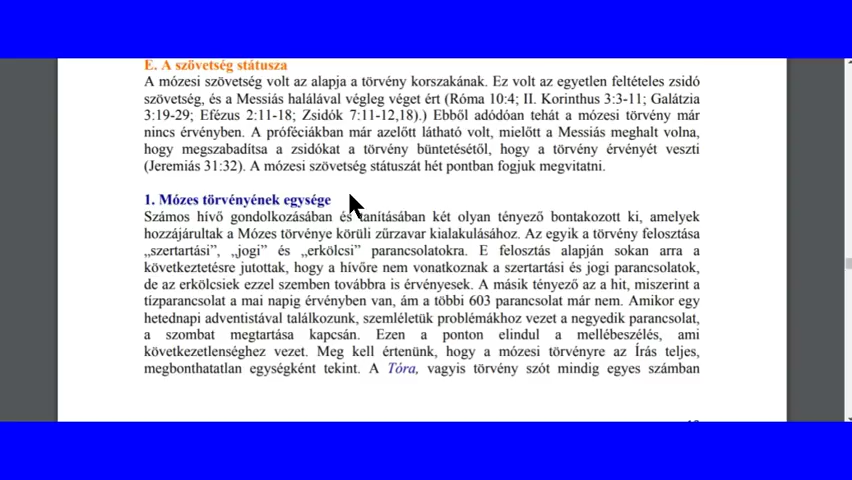 E. A szövetség státusza
A mózesi szövetség volt az alapja a törvény korszakának. Ez volt az egyetlen feltételes zsidó
szövetség, és a Messiás halálával végleg véget ért (Róma 10:4; II. Korinthus 3:3-11; Galátzia
3:19-29; Efézus 2:11-18; Zsidók 7:11-12,18).) Ebből adódóan tehát a mózesi törvény már
nincs érvényben. A próféciákban már azelőtt látható volt, mielőtt a Messiás meghalt volna,
hogy megszabadítsa a zsidókat a törvény büntetésétől, hogy a törvény érvényét veszti
(Jeremiás 31:32). A mózesi szövetség státuszát hét pontban fogjuk megvitatni.
1. Mózes törvényének egysége
Számos hívő gondolkozásában és tanításában két olyan tényező bontakozott ki, amelyek
hozzájárultak a Mózes törvénye körüli zűrzavar kialakulásához. Az egyik a törvény felosztása
„szertartási”, „jogi” és „erkölcsi” parancsolatokra. E felosztás alapján sokan arra a
következtetésre jutottak, hogy a hívőre nem vonatkoznak a szertartási és jogi parancsolatok,
de az erkölcsiek ezzel szemben továbbra is érvényesek. A másik tényező az a hit, miszerint a
tízparancsolat a mai napig érvényben van, ám a többi 603 parancsolat már nem. Amikor egy
hetednapi adventistával találkozunk, szemléletük problémákhoz vezet a negyedik parancsolat,
a szombat megtartása kapcsán. Ezen a ponton elindul a mellébeszélés, ami
következetlenséghez vezet. Meg kell értenünk, hogy a mózesi törvényre az Írás teljes,
megbonthatatlan egységként tekint. A Tóra, vagyis törvény szót mindig egyes számban